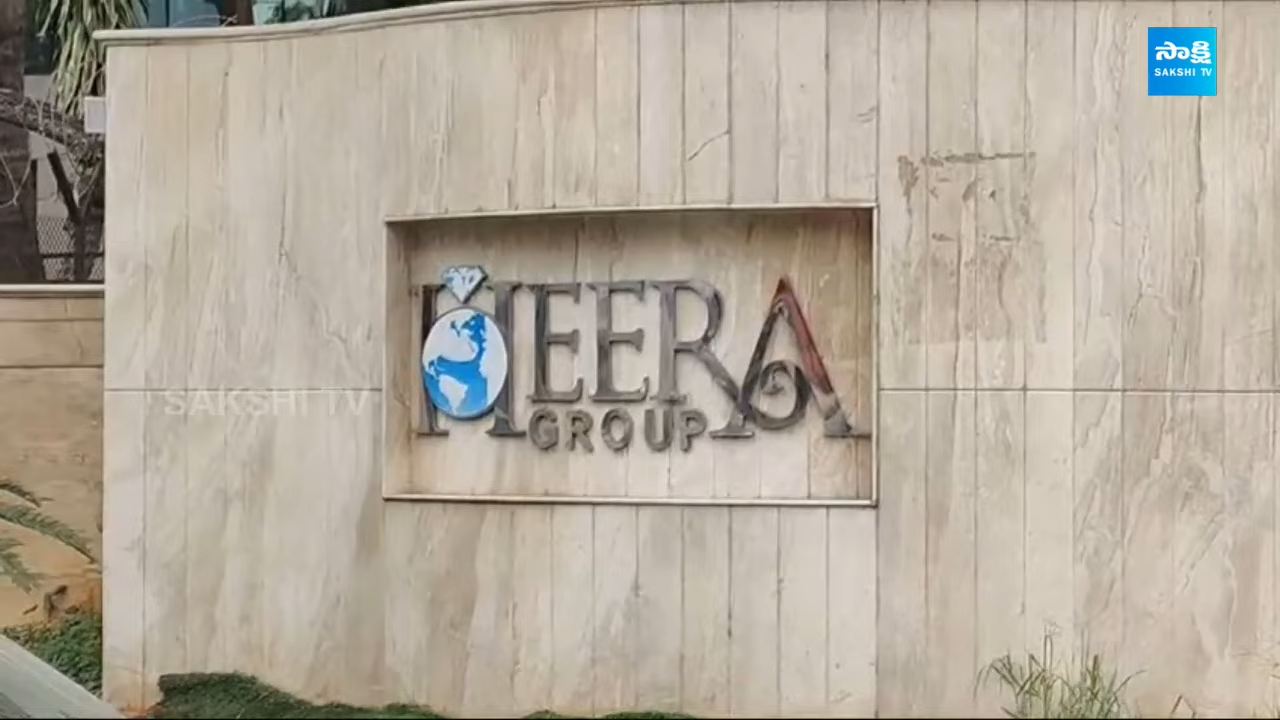 సాక్షి
SAKSHI TV
HEERA
GROUP
SAKSHI TV